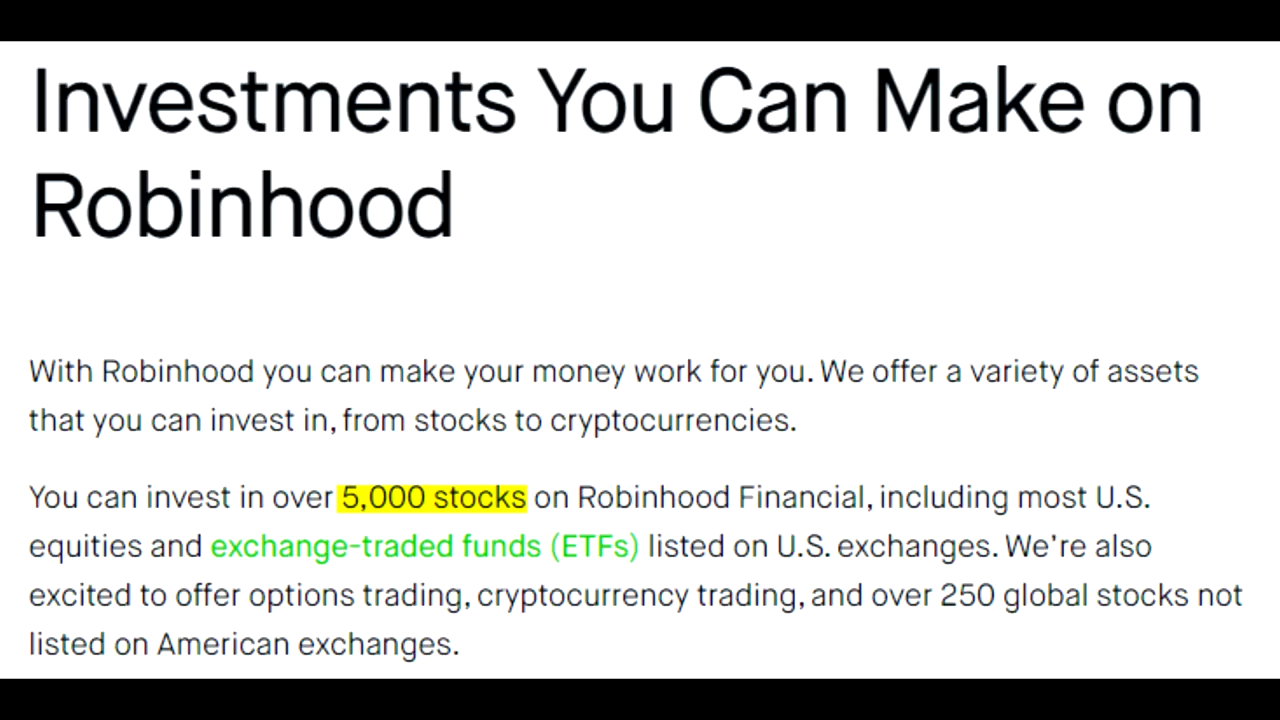 Investments You Can Make on
Robinhood
With Robinhood you can make your money work for you. We offer a variety of assets
that you can invest in, from stocks to cryptocurrencies.
You can invest in over 5,000 stocks on Robinhood Financial, including most U.S.
equities and exchange-traded funds (ETFs) listed on U.S. exchanges. We're also
excited to offer options trading, cryptocurrency trading, and over 250 global stocks not
listed on American exchanges.